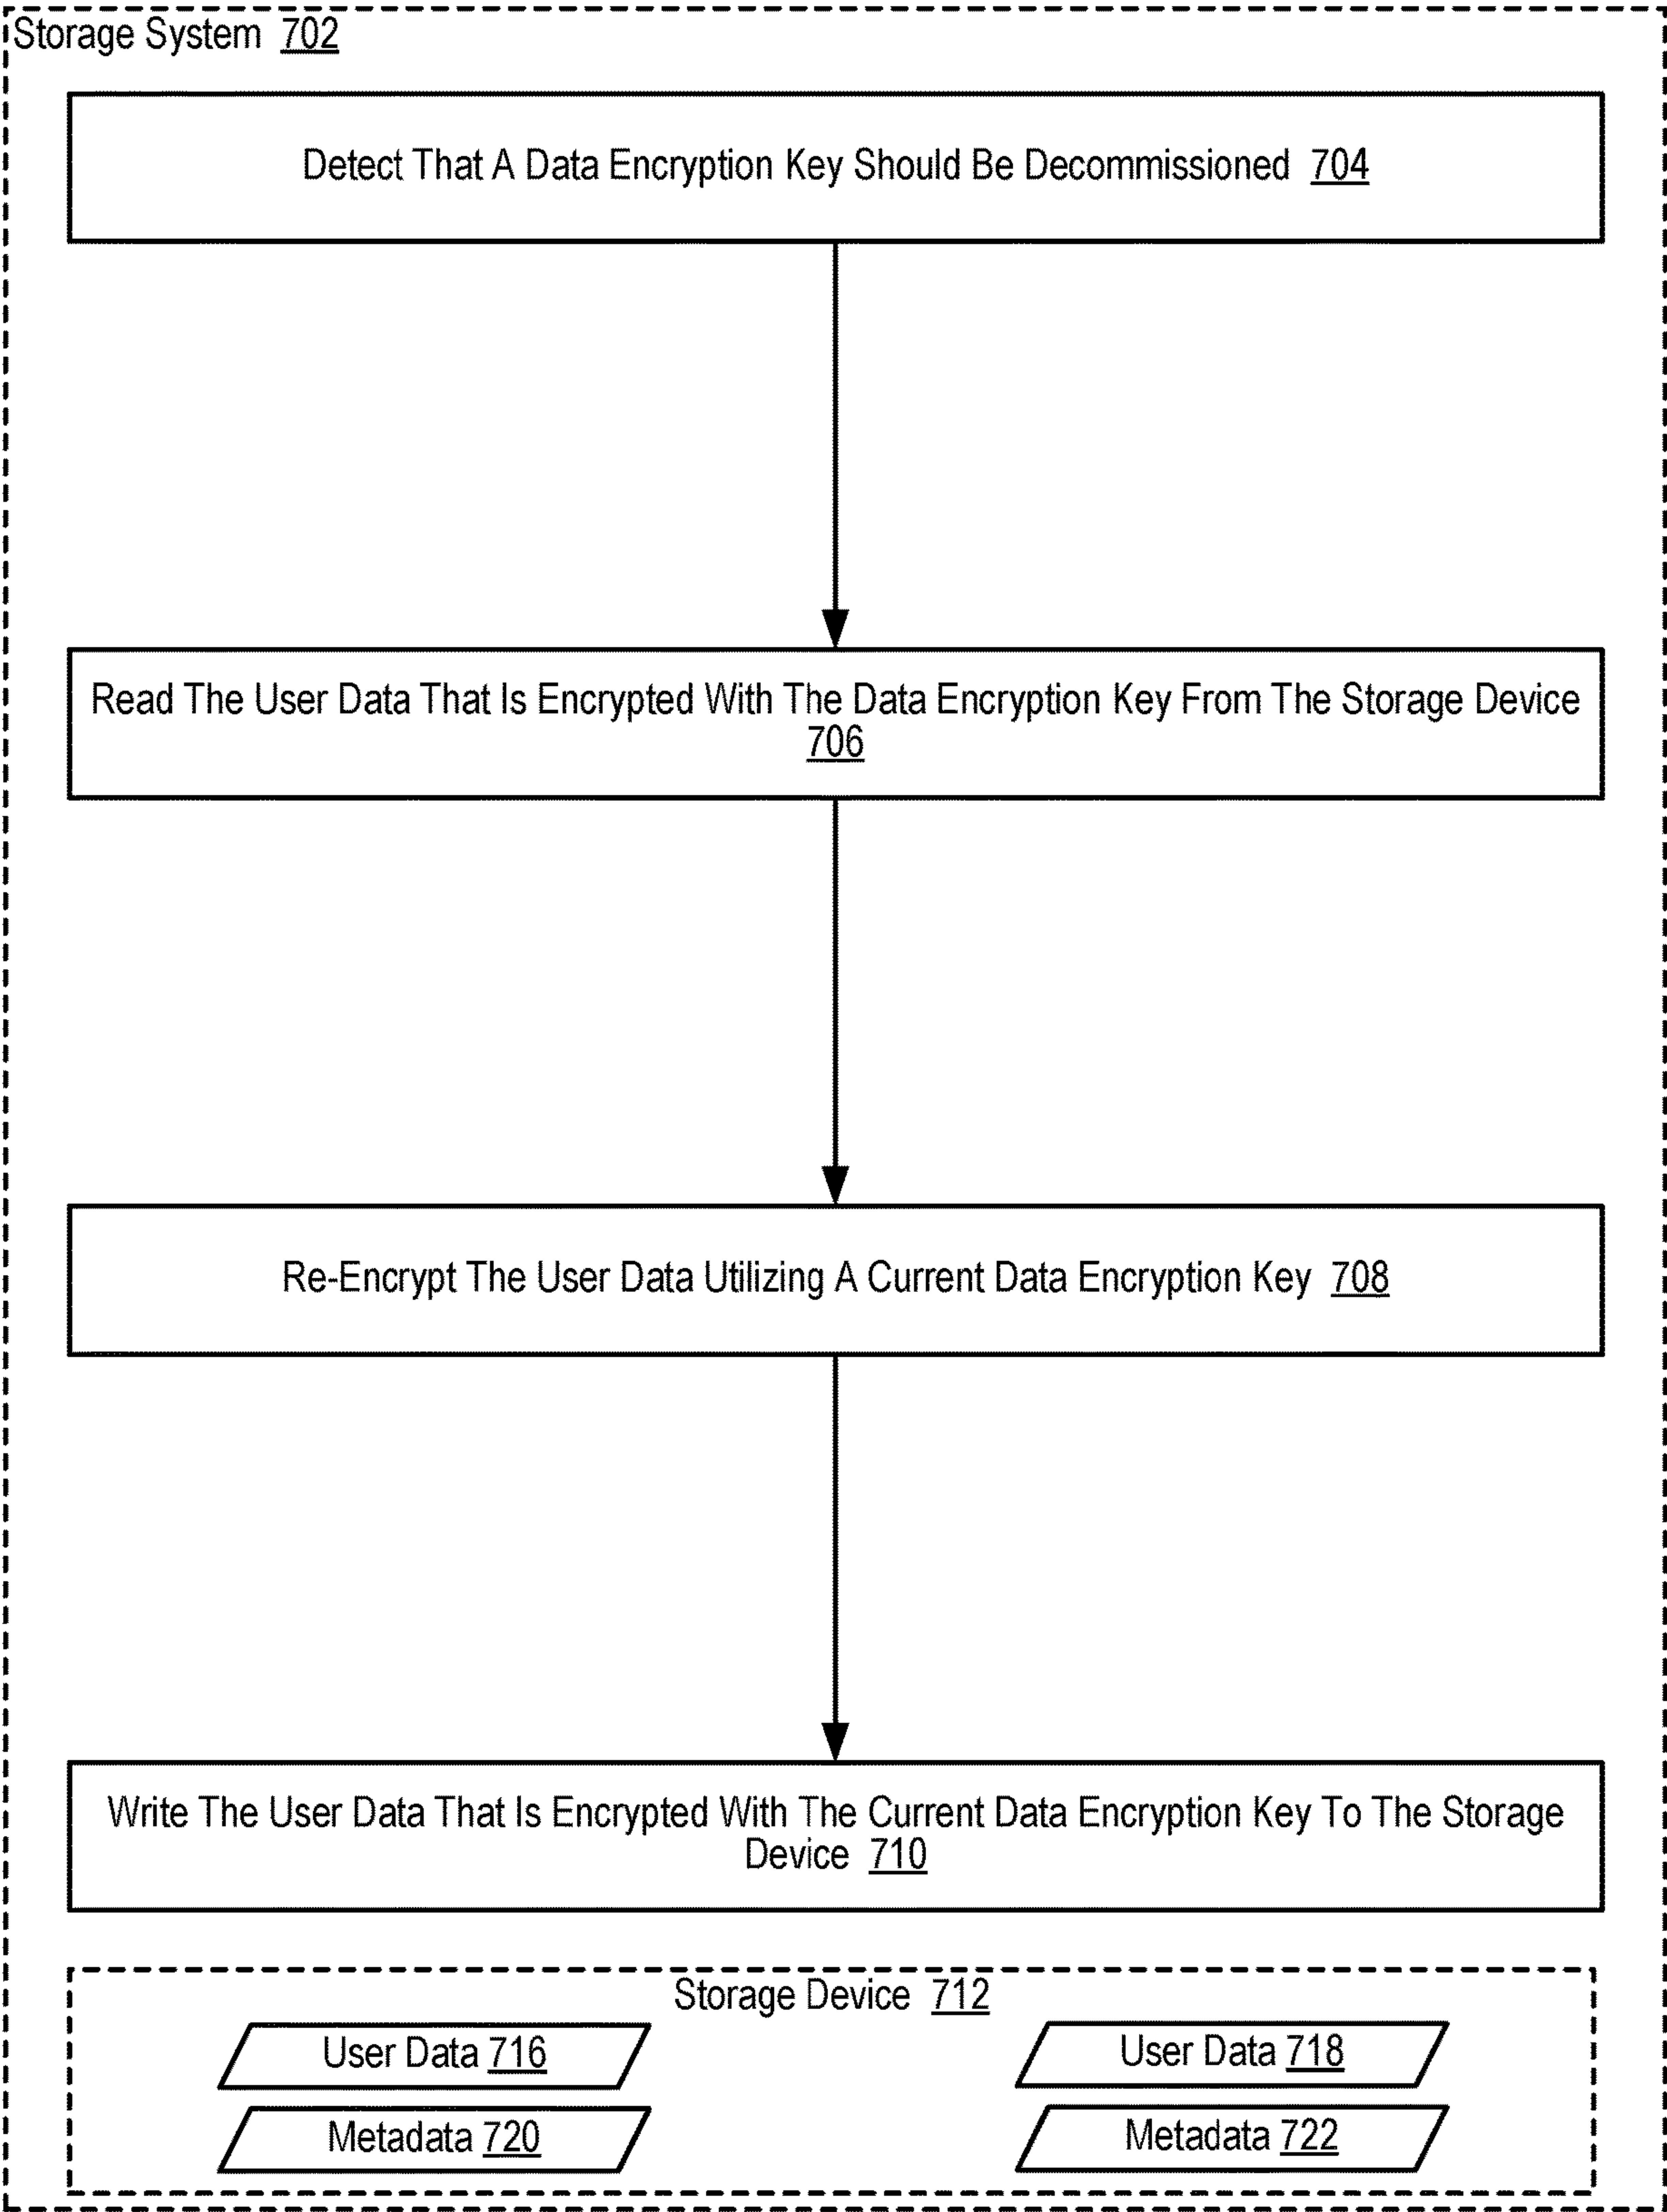 Storage System 702
Detect That A Data Encryption Key Should Be Decommissioned 704
Read The User Data That Is Encrypted With The Data Encryption Key From The Storage Device
706
Re-Encrypt The User Data Utilizing A Current Data Encryption Key 708
Write The User Data That Is Encrypted With The Current Data Encryption Key To The Storage
Device 710
Storage Device 712
User Data 716
User Data 718
Metadata 720
Metadata 722